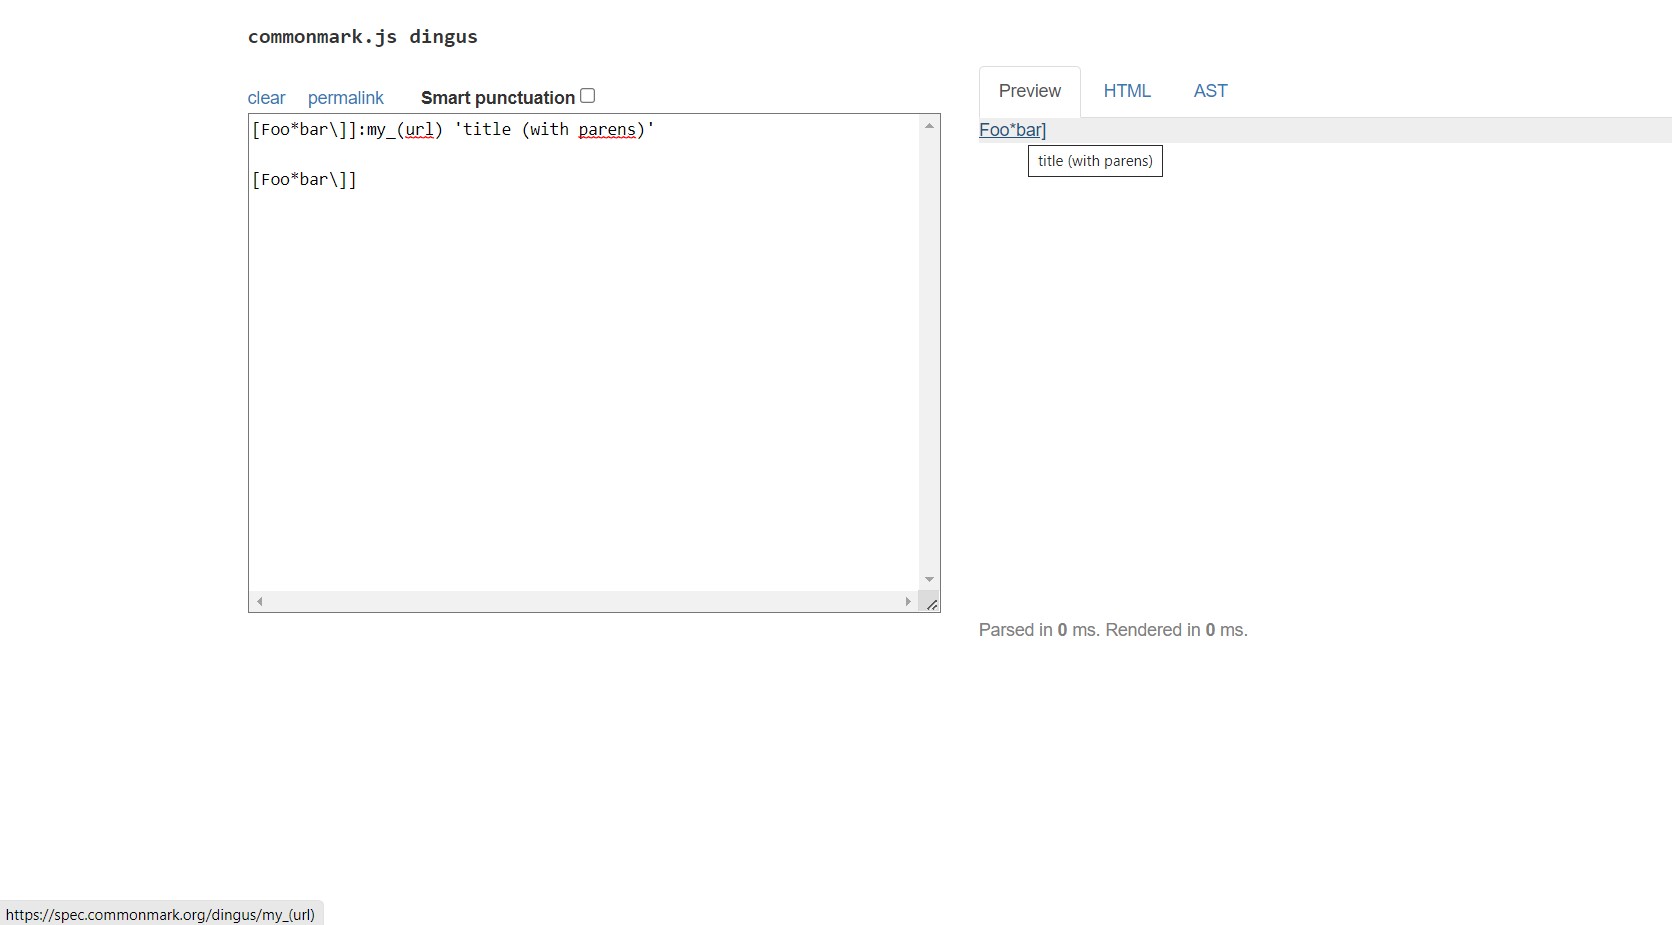 commonmark.js dingus
clear permalink Smart punctuation
[Foo*bar\]]:my_(url) 'title (with parens)'
[Foo*bar\]]
Preview HTML AST
Foo*bar]
title (with parens)
Parsed in 0 ms. Rendered in 0 ms.
https://spec.commonmark.org/dingus/my_(url)